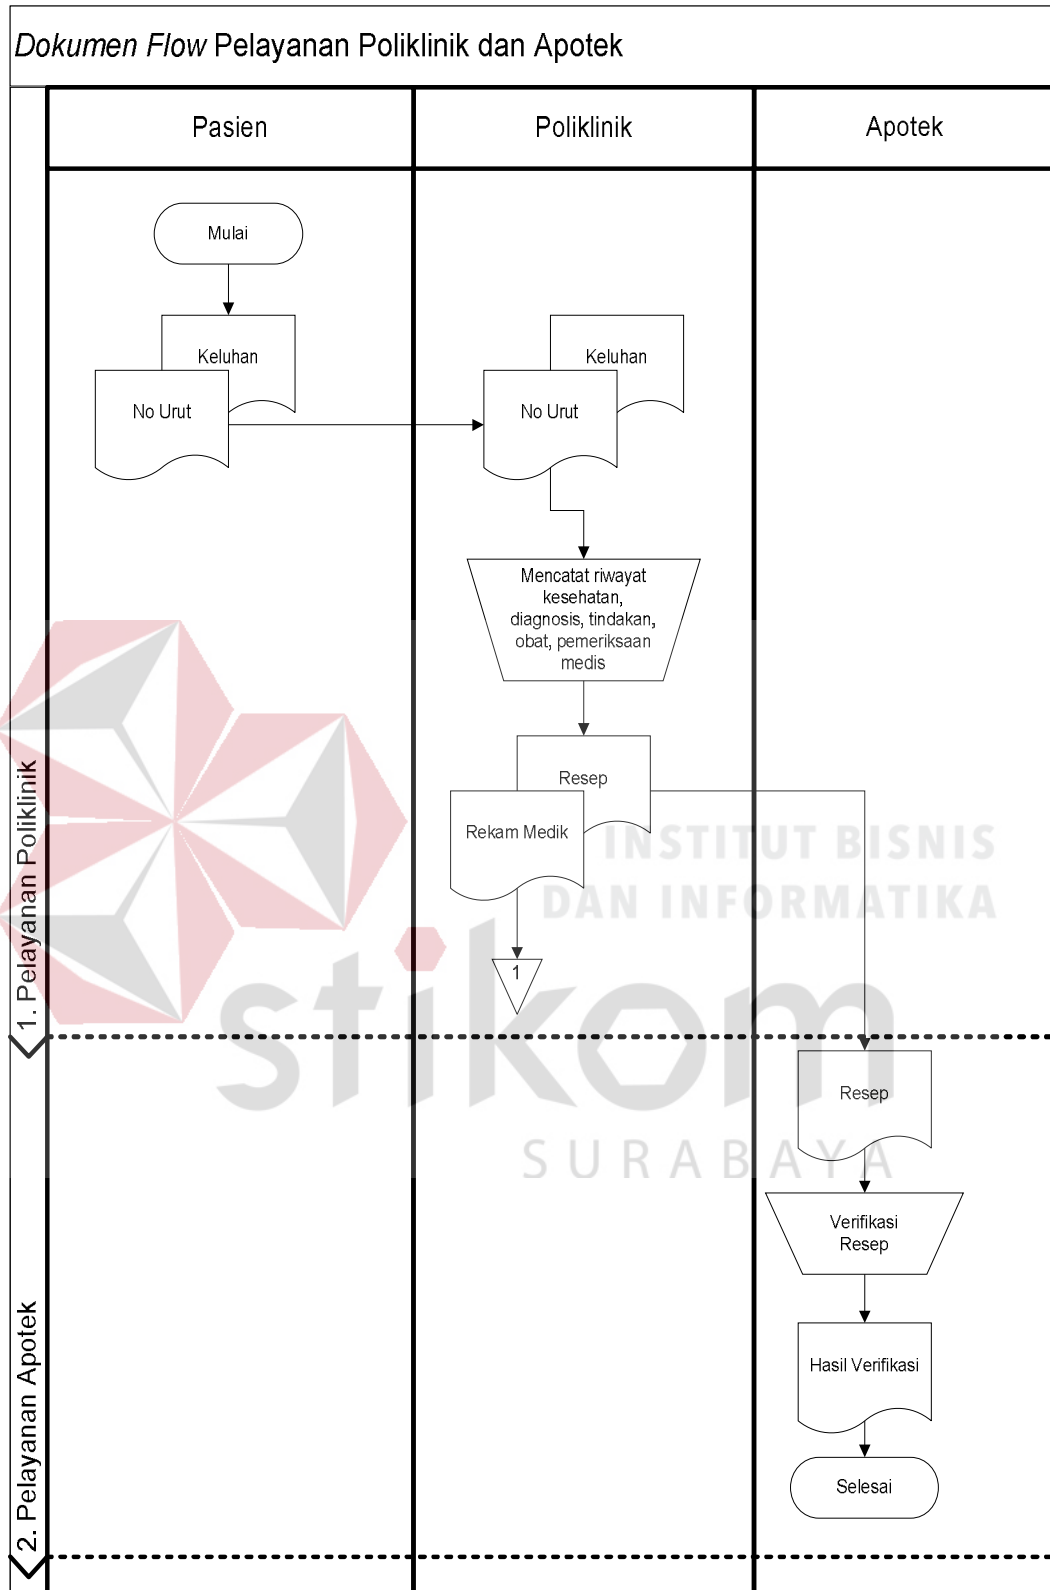 Dokumen Flow Pelayanan Poliklinik dan Apotek
Pasien
Poliklinik
Apotek
1. Pelayanan Poliklinik
Mulai
Keluhan
No Urut
Keluhan
No Urut
Mencatat riwayat
kesehatan,
diagnosis, tindakan,
obat, pemeriksaan
medis
Resep
Rekam Medik
1
INSTITUT BISNIS
DAN INFORMATIKA
stikom
SURABAYA
2. Pelayanan Apotek
Resep
Verifikasi
Resep
Hasil Verifikasi
Selesai